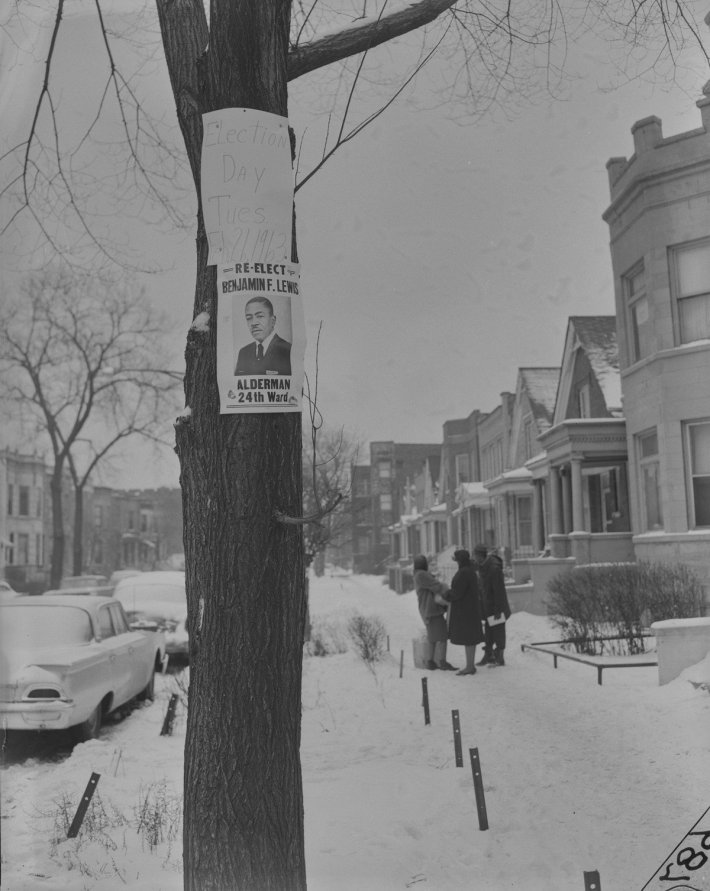 Election
DAY
Tues.
RE-ELECT
BENJAMIN F. LEWIS
ALDERMAN
24th Ward